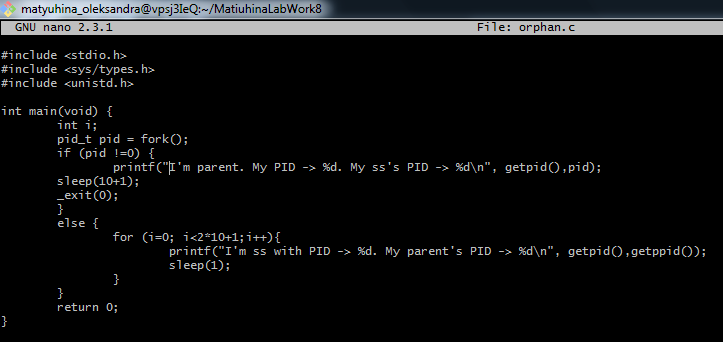 matyuhina_oleksandra@vpsj3IeQ:~/MatiuhinaLabWork8
GNU nano 2.3.1 File: orphan.c
#include <stdio.h>
#include <sys/types.h>
#include <unistd.h>
int main(void) {
int i;
pid_t pid = fork();
if (pid !=0) {
printf("I'm parent. My PID -> %d. My ss's PID -> %d\n", getpid(),pid);
sleep(10+1);
_exit(0);
}
else {
for (i=0; i<2*10+1;i++){
printf("I'm ss with PID -> %d. My parent's PID -> %d\n", getpid(),getppid());
sleep(1);
}
}
return 0;
}